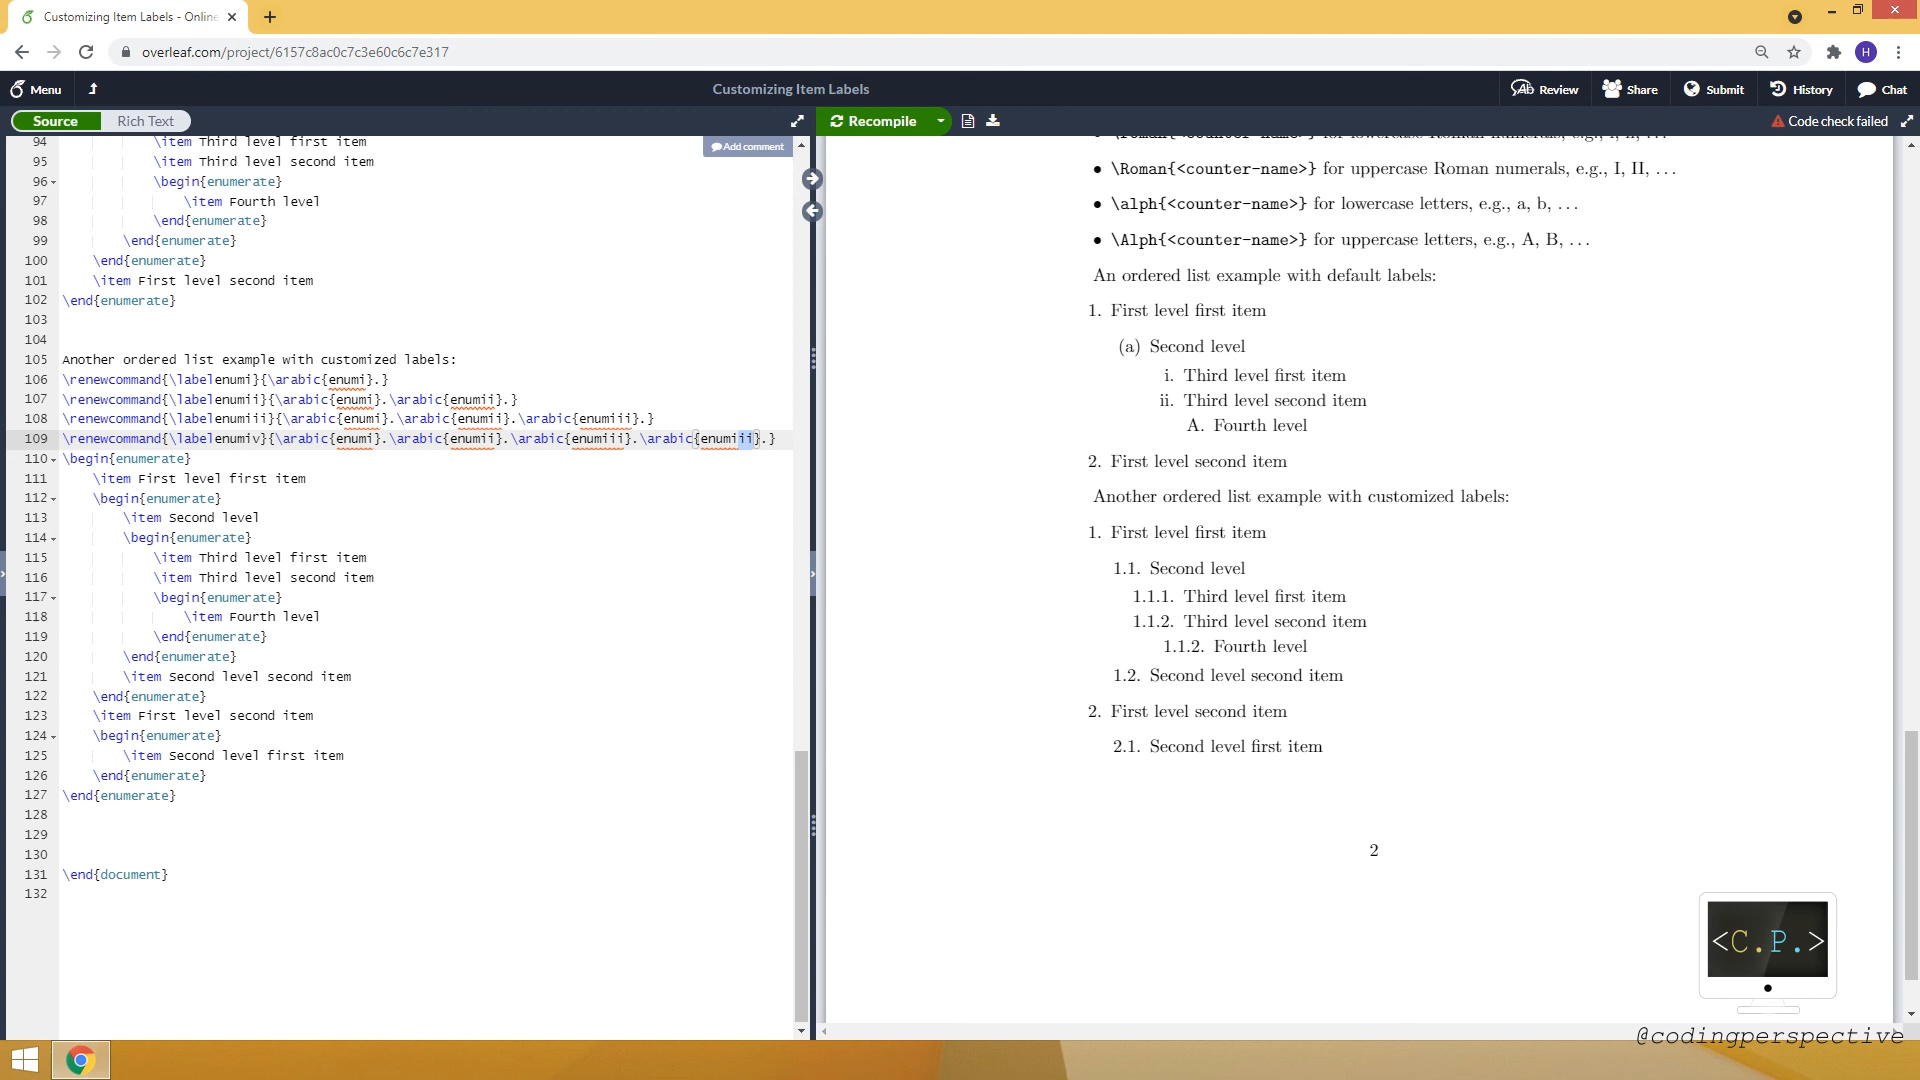 Customizing Item Labels - Online
overleaf.com/project/6157c8ac0c7c3e60c6c7e317
H
Menu
Customizing Item Labels
Review
Share
Submit
History
Chat
Source
Rich Text
Recompile
Code check failed
Add comment
94 \item Third level first item
95 \item Third level second item
96 \begin{enumerate}
97 \item Fourth level
98 \end{enumerate}
99 \end{enumerate}
100 \end{enumerate}
101 \item First level second item
102 \end{enumerate}
103
104
105 Another ordered list example with customized labels:
106 \renewcommand{\labelenumi}{\arabic{enumi}.}
107 \renewcommand{\labelenumii}{\arabic{enumi}.\arabic{enumii}.}
108 \renewcommand{\labelenumiii}{\arabic{enumi}.\arabic{enumii}.\arabic{enumiii}.}
109 \renewcommand{\labelenumiv}{\arabic{enumi}.\arabic{enumii}.\arabic{enumiii}.\arabic{enumiii}.}
110 \begin{enumerate}
111 \item First level first item
112 \begin{enumerate}
113 \item Second level
114 \begin{enumerate}
115 \item Third level first item
116 \item Third level second item
117 \begin{enumerate}
118 \item Fourth level
119 \end{enumerate}
120 \end{enumerate}
121 \item Second level second item
122 \end{enumerate}
123 \item First level second item
124 \begin{enumerate}
125 \item Second level first item
126 \end{enumerate}
127 \end{enumerate}
128
129
130
131 \end{document}
132
• \Roman{<counter-name>} for uppercase Roman numerals, e.g., I, II, ...
• \alph{<counter-name>} for lowercase letters, e.g., a, b, ...
• \Alph{<counter-name>} for uppercase letters, e.g., A, B, ...
An ordered list example with default labels:
1. First level first item
(a) Second level
i. Third level first item
ii. Third level second item
A. Fourth level
2. First level second item
Another ordered list example with customized labels:
1. First level first item
1.1. Second level
1.1.1. Third level first item
1.1.2. Third level second item
1.1.2. Fourth level
1.2. Second level second item
2. First level second item
2.1. Second level first item
2
<C.P.>
@codingperspective